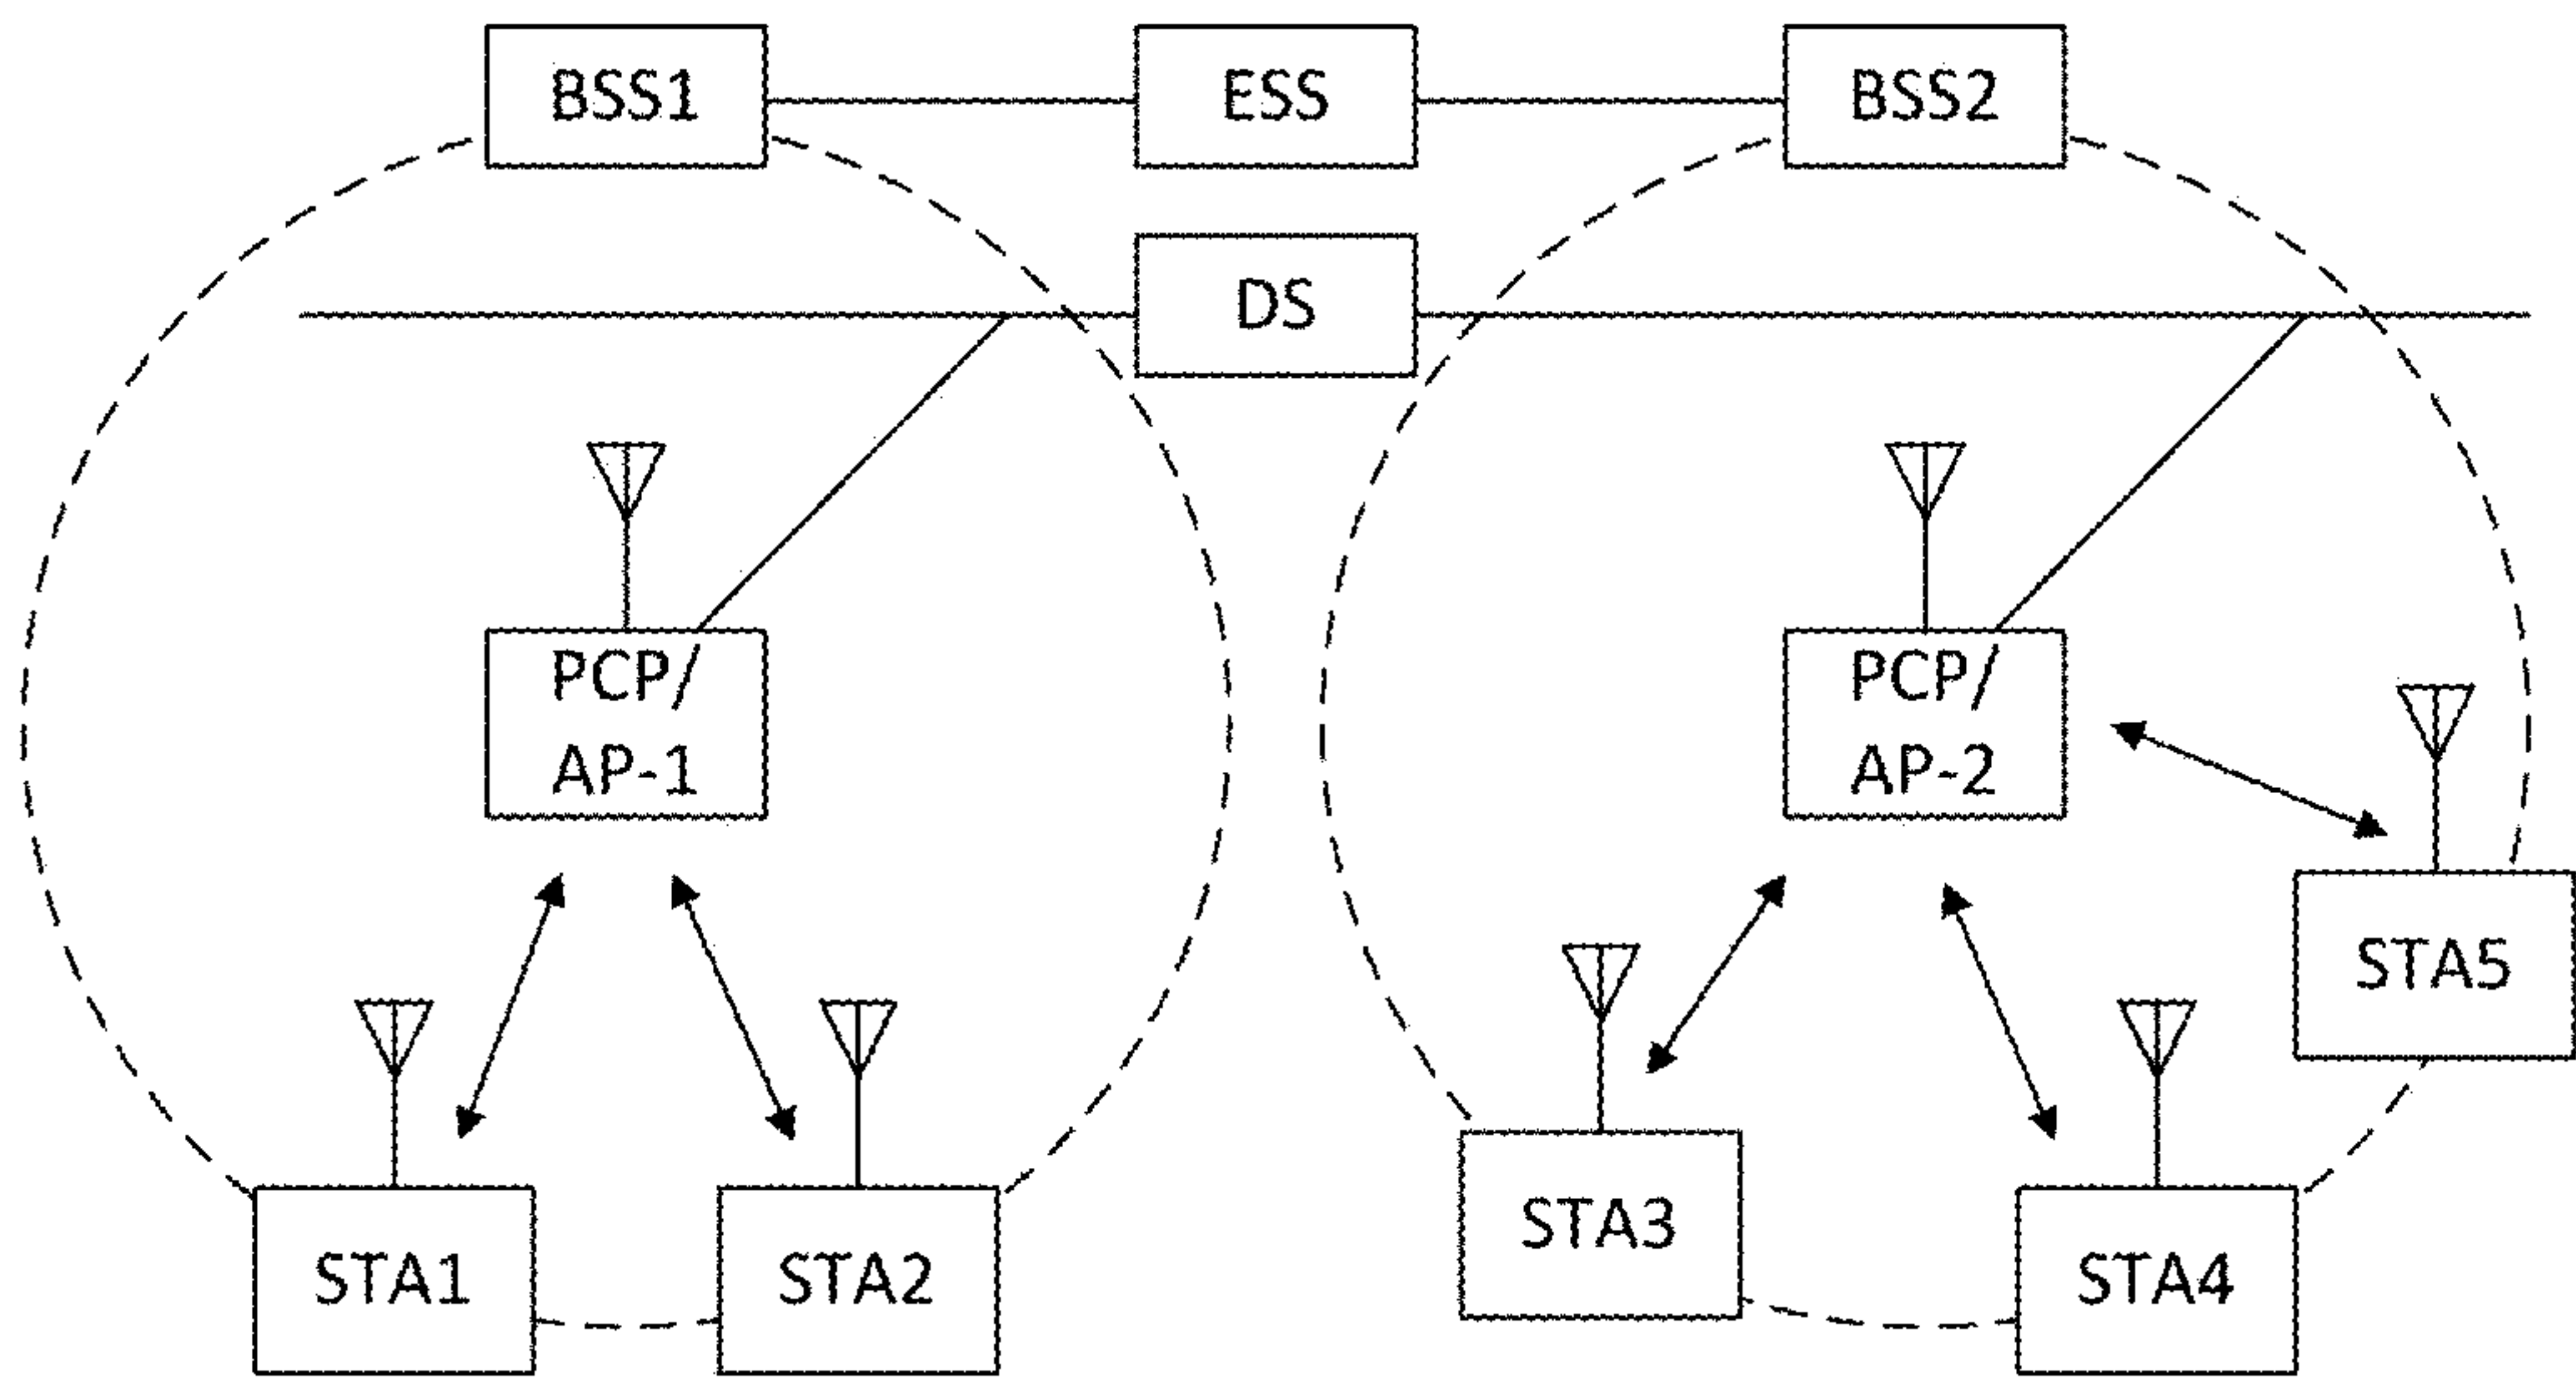 BSS1
ESS
BSS2
DS
PCP/
AP-1
PCP/
AP-2
STA5
STA3
STA1
STA2
STA4